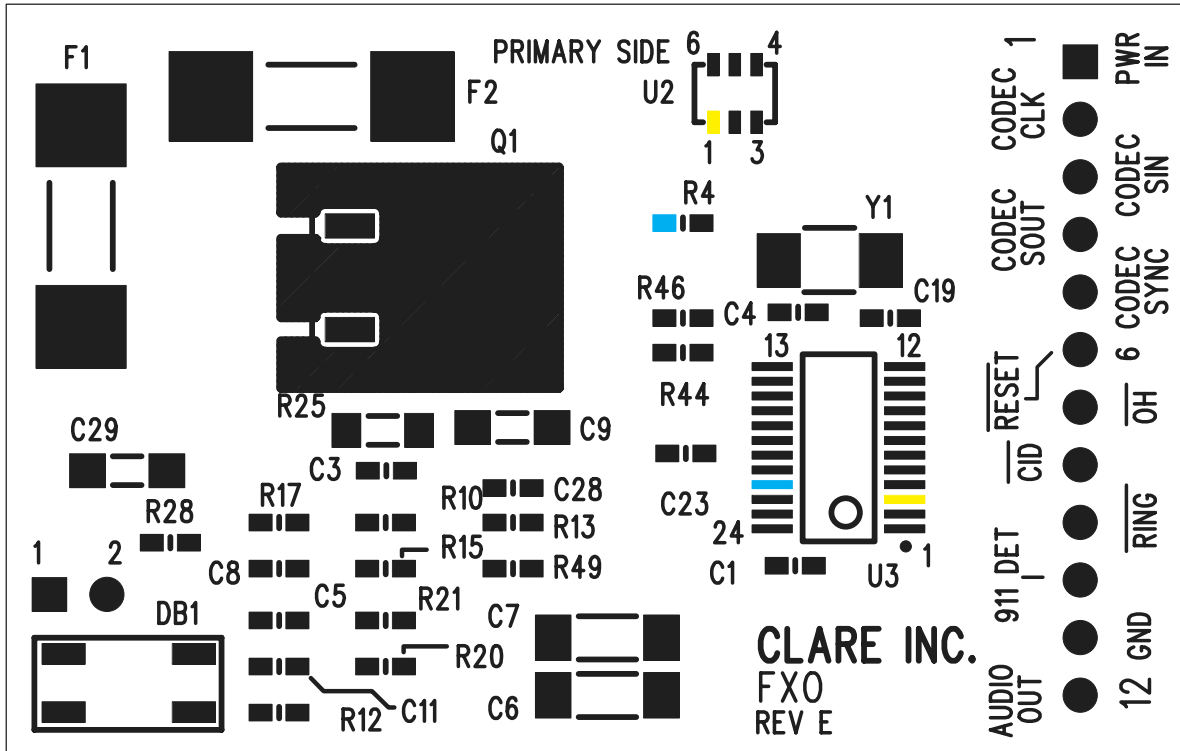 F1
F2
PRIMARY SIDE
6
4
U2
1
3
Q1
R4
Y1
R46
C4
C19
13
12
R44
R25
C9
C29
C3
C23
24
1
U3
C1
R17
R10
C28
R28
R13
R15
R49
1
2
C8
C5
R21
DB1
C7
R20
R12
C11
C6
CLARE INC.
FXO
REV E
1
PWR
IN
CODEC
CLK
CODEC
SIN
CODEC
SOUT
CODEC
SYNC
6
RESET
OH
CID
RING
911 DET
GND
12
AUDIO
OUT